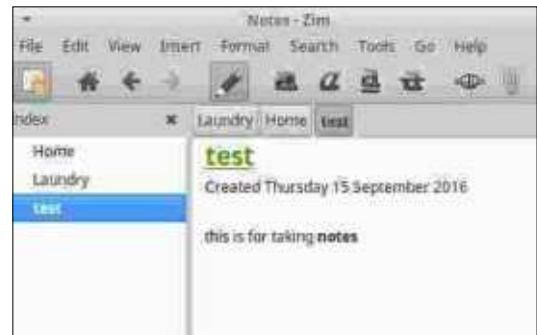 Notes - Zim
File Edit View Insert Format Search Tools Go Help
Index
Laundry Home test
Home
Laundry
test
test
Created Thursday 15 September 2016
this is for taking notes